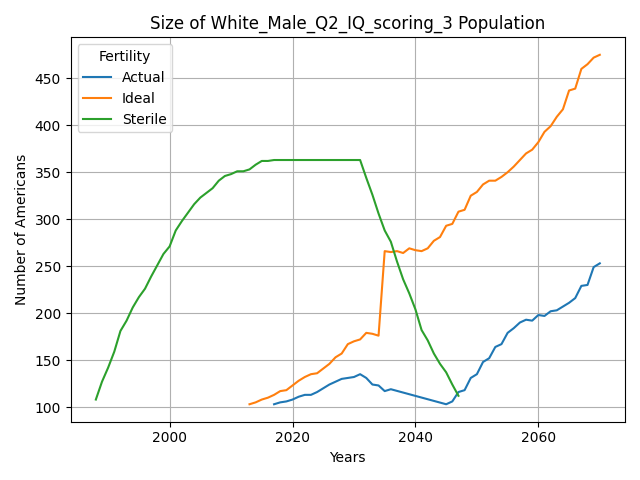 Size of White_Male_Q2_IQ_scoring_3 Population
Fertility
Actual
Ideal
Sterile
Number of Americans
450
400
350
300
250
200
150
100
2000
2020
2040
2060
Years